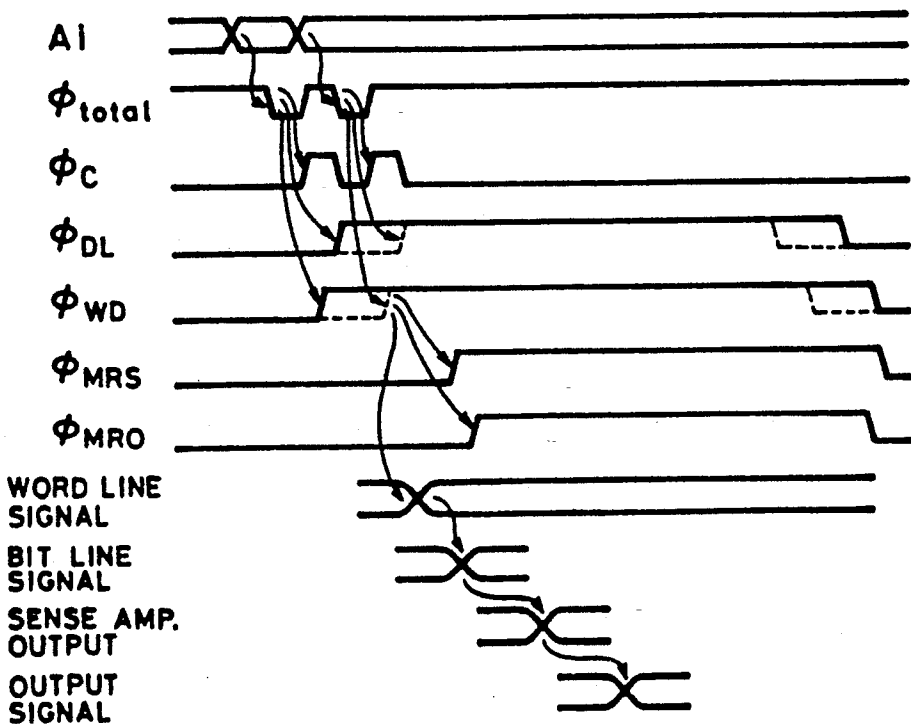 Ai
ϕtotal
ϕC
ϕDL
ϕWD
ϕMRS
ϕMRO
WORD LINE
SIGNAL
BIT LINE
SIGNAL
SENSE AMP.
OUTPUT
OUTPUT
SIGNAL